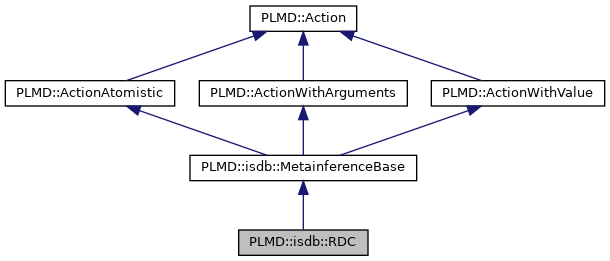 PLMD::Action
PLMD::ActionAtomistic
PLMD::ActionWithArguments
PLMD::ActionWithValue
PLMD::isdb::MetainferenceBase
PLMD::isdb::RDC